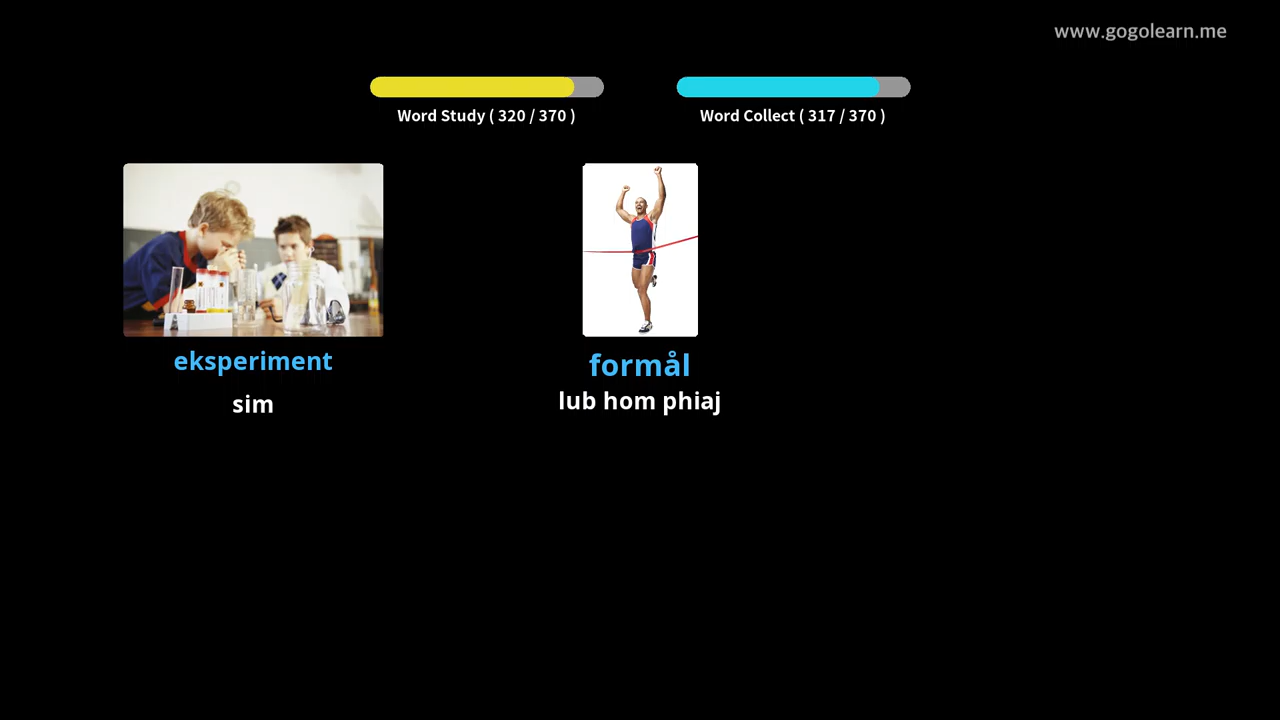 www.gogolearn.me
Word Study ( 320 / 370 )
Word Collect ( 317 / 370 )
eksperiment
sim
formål
lub hom phiaj